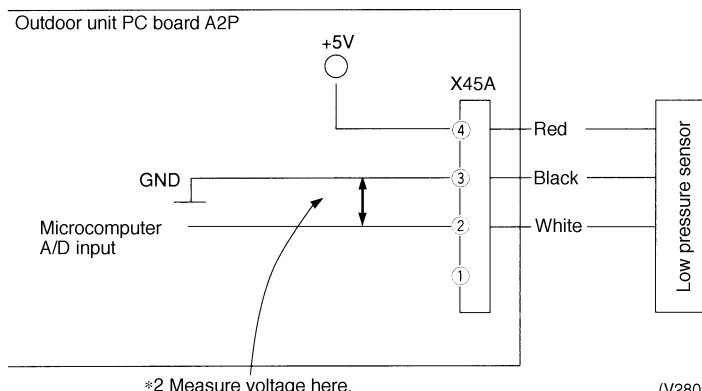 Outdoor unit PC board A2P
+5V
X45A
4
Red
GND
3
Black
Microcomputer
A/D input
2
White
1
Low pressure sensor
*2 Measure voltage here.
(V280